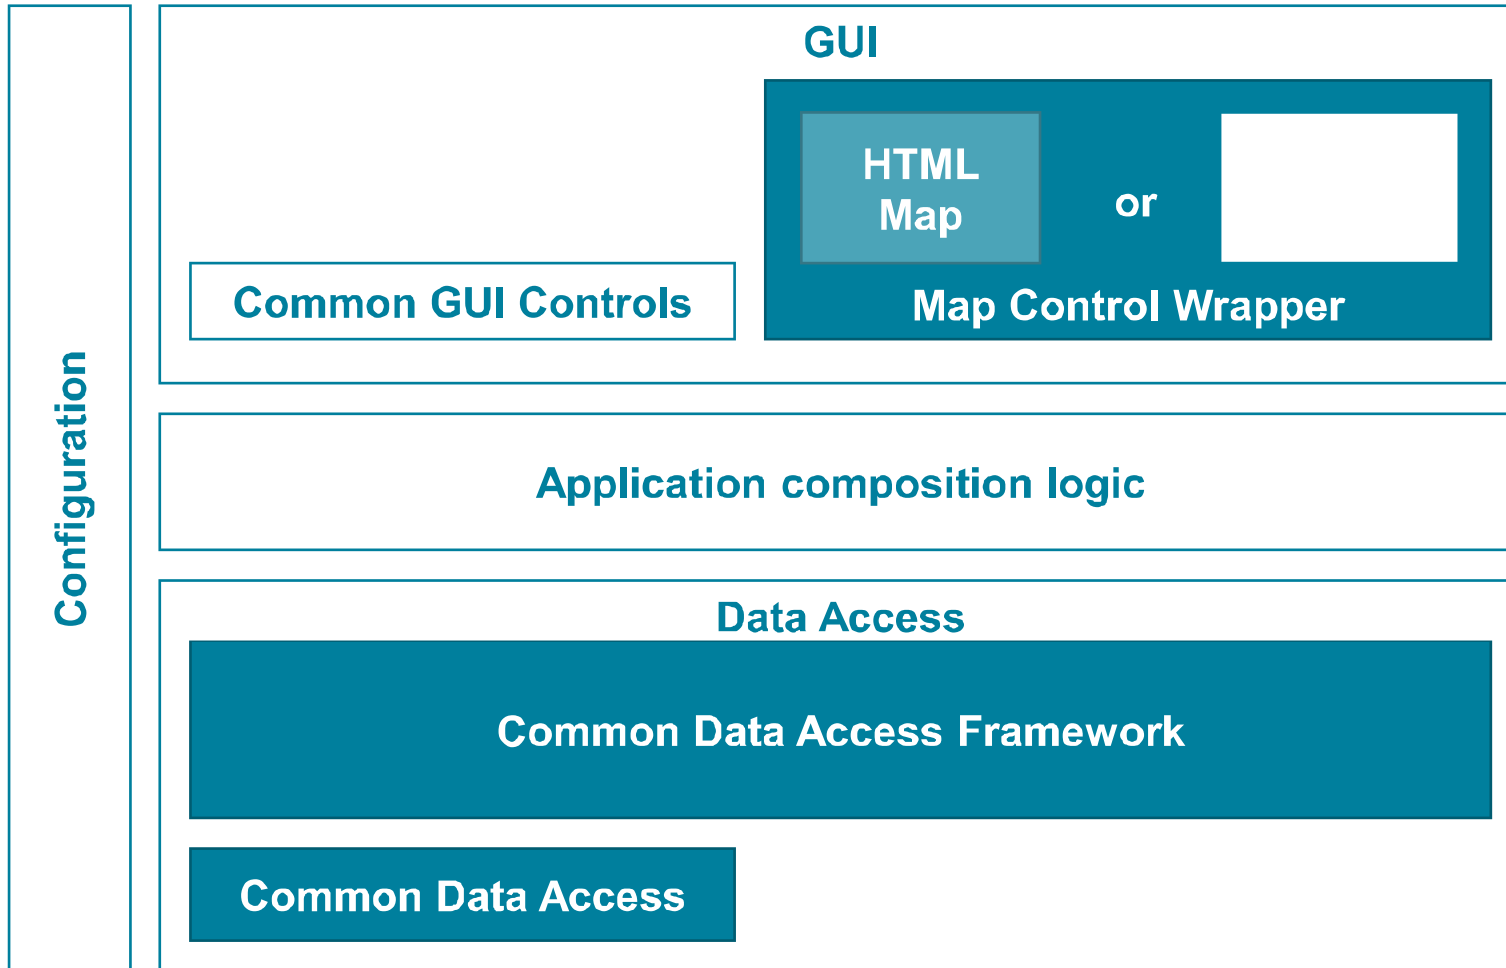 GUI
HTML
Map
or
Common GUI Controls
Map Control Wrapper
Configuration
Application composition logic
Data Access
Common Data Access Framework
Common Data Access